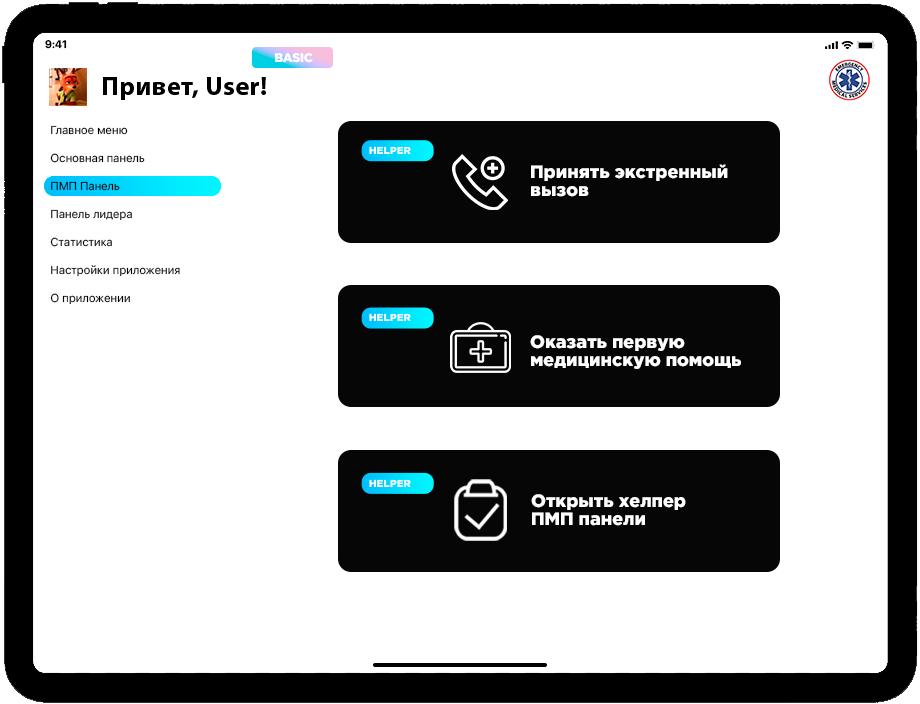 9:41
BASIC
Привет, User!
EMERGENCY
MEDICAL SERVICES
Главное меню
Основная панель
ПМП Панель
Панель лидера
Статистика
Настройки приложения
О приложении
HELPER
Принять экстренный
вызов
HELPER
Оказать первую
медицинскую помощь
HELPER
Открыть хелпер
ПМП панели